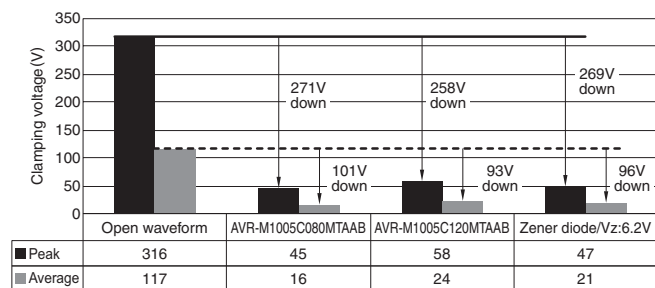 Clamping voltage(V)
350
300
250
200
150
100
50
0
271V
down
258V
down
269V
down
101V
down
93V
down
96V
down
Open waveform AVR-M1005C080MTAAB AVR-M1005C120MTAAB Zener diode/Vz:6.2V
Peak 316 45 58 47
Average 117 16 24 21